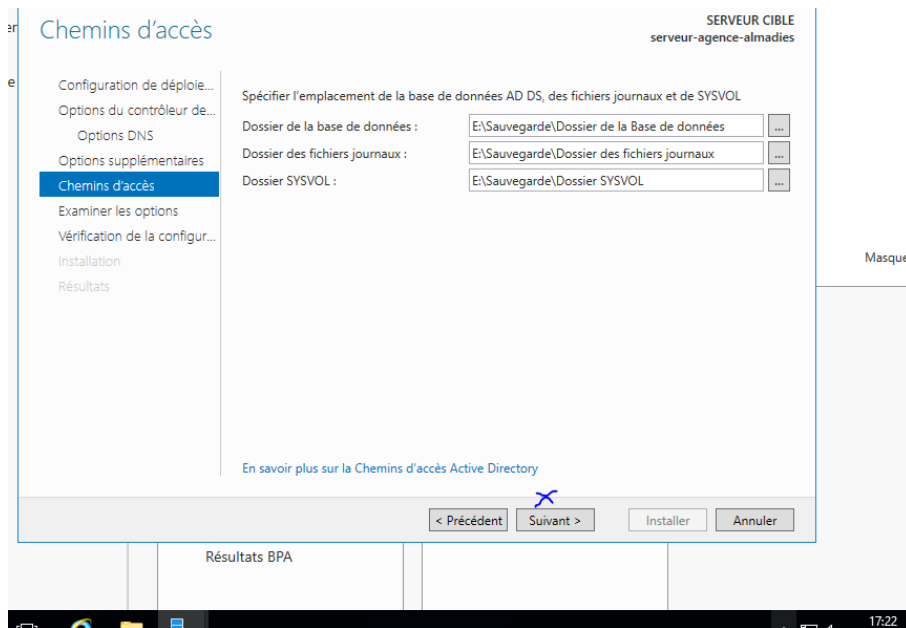 er
Chemins d'accès
SERVEUR CIBLE
serveur-agence-almadies
e
Configuration de déploie...
Options du contrôleur de...
Options DNS
Options supplémentaires
Chemins d'accès
Examiner les options
Vérification de la configur...
Installation
Résultats
Spécifier l'emplacement de la base de données AD DS, des fichiers journaux et de SYSVOL
Dossier de la base de données : E:\Sauvegarde\Dossier de la Base de données ...
Dossier des fichiers journaux : E:\Sauvegarde\Dossier des fichiers journaux ...
Dossier SYSVOL : E:\Sauvegarde\Dossier SYSVOL ...
En savoir plus sur la Chemins d'accès Active Directory
< Précédent Suivant > Installer Annuler
Masque
Résultats BPA
17:22